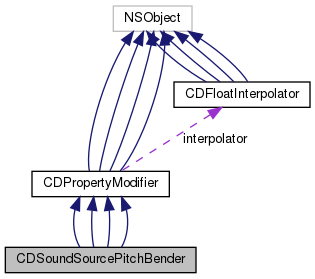 NSObject
CDFloatInterpolator
interpolator
CDPropertyModifier
CDSoundSourcePitchBender